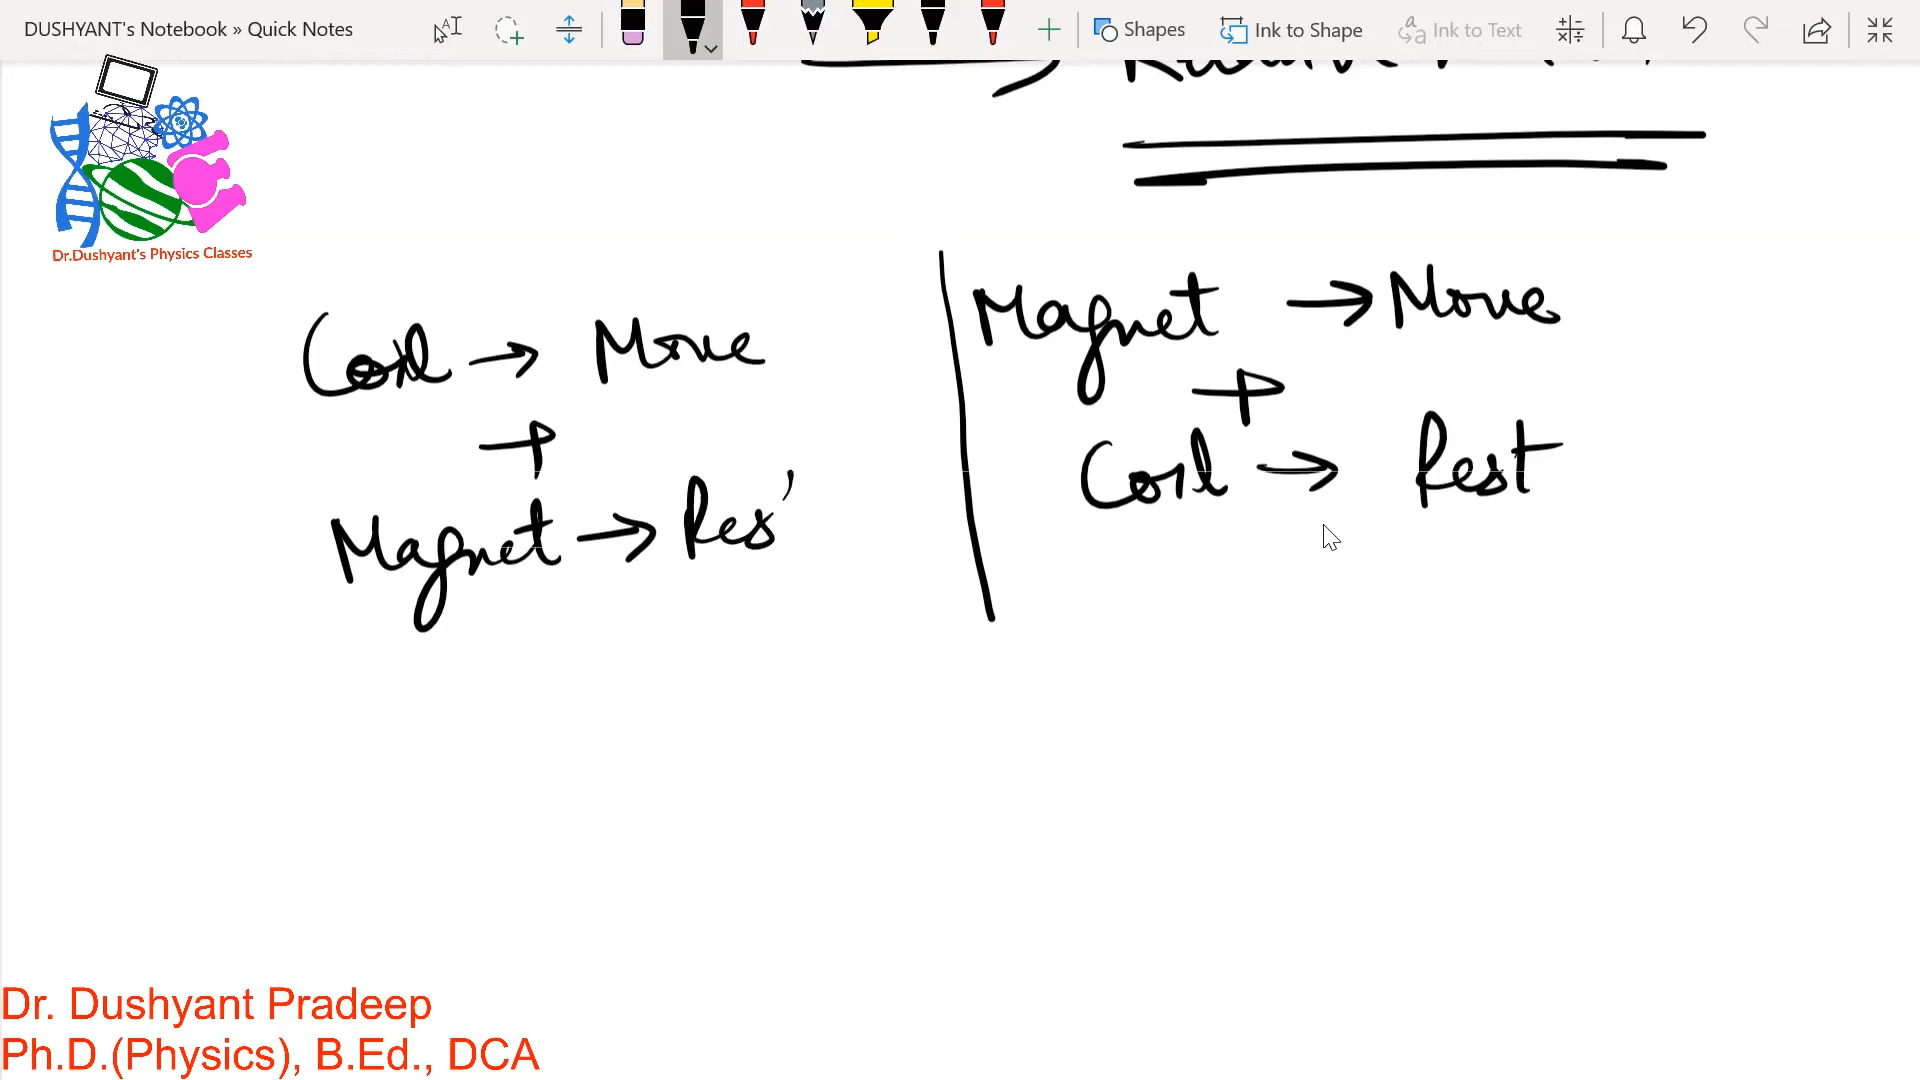 DUSHYANT's Notebook » Quick Notes
Shapes
Ink to Shape
Ink to Text
Dr.Dushyant's Physics Classes
Coil → Move
+
Magnet → Res'
Magnet → Move
+
Coil → Rest
Dr. Dushyant Pradeep
Ph.D.(Physics), B.Ed., DCA